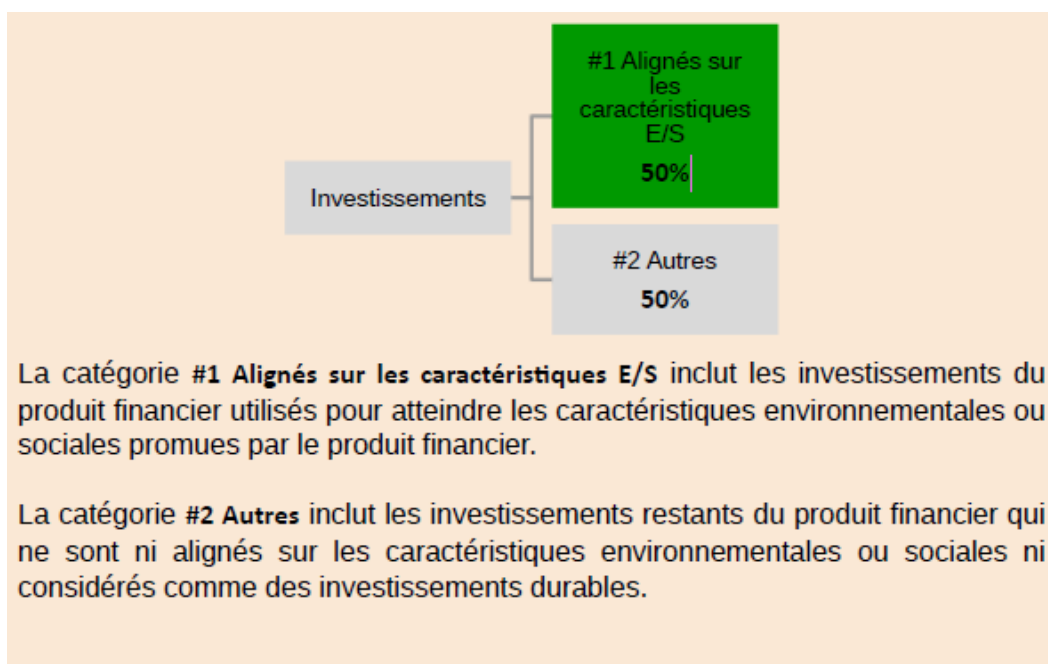 #1 Alignés sur
les
caractéristiques
E/S
50%
Investissements
#2 Autres
50%
La catégorie #1 Alignés sur les caractéristiques E/S inclut les investissements du
produit financier utilisés pour atteindre les caractéristiques environnementales ou
sociales promues par le produit financier.
La catégorie #2 Autres inclut les investissements restants du produit financier qui
ne sont ni alignés sur les caractéristiques environnementales ou sociales ni
considérés comme des investissements durables.